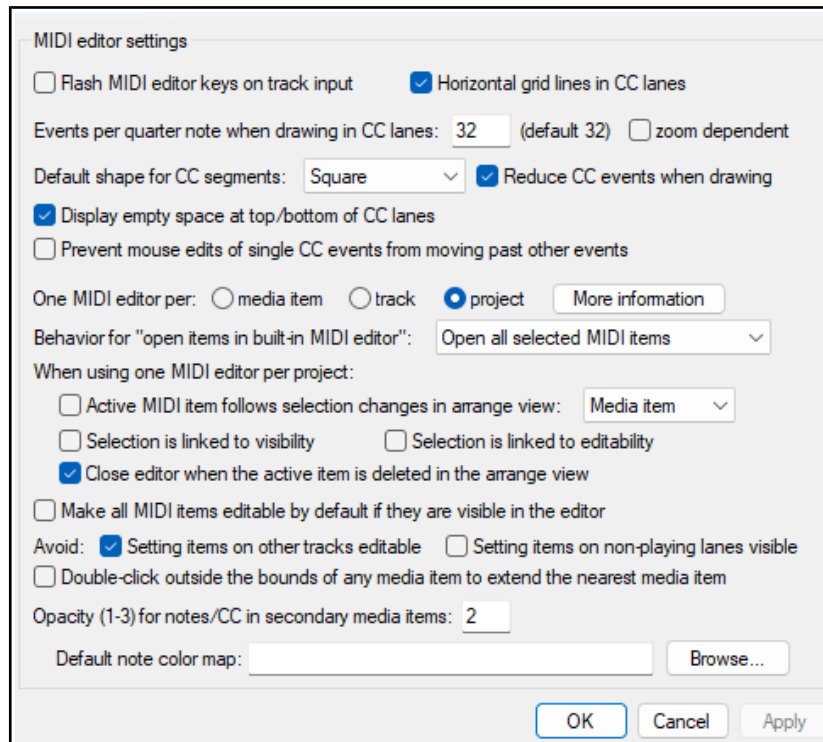 MIDI editor settings
Flash MIDI editor keys on track input Horizontal grid lines in CC lanes
Events per quarter note when drawing in CC lanes: 32 (default 32) zoom dependent
Default shape for CC segments: Square Reduce CC events when drawing
Display empty space at top/bottom of CC lanes
Prevent mouse edits of single CC events from moving past other events
One MIDI editor per: media item track project More information
Behavior for "open items in built-in MIDI editor": Open all selected MIDI items
When using one MIDI editor per project:
Active MIDI item follows selection changes in arrange view: Media item
Selection is linked to visibility Selection is linked to editability
Close editor when the active item is deleted in the arrange view
Make all MIDI items editable by default if they are visible in the editor
Avoid: Setting items on other tracks editable Setting items on non-playing lanes visible
Double-click outside the bounds of any media item to extend the nearest media item
Opacity (1-3) for notes/CC in secondary media items: 2
Default note color map: Browse...
OK Cancel Apply